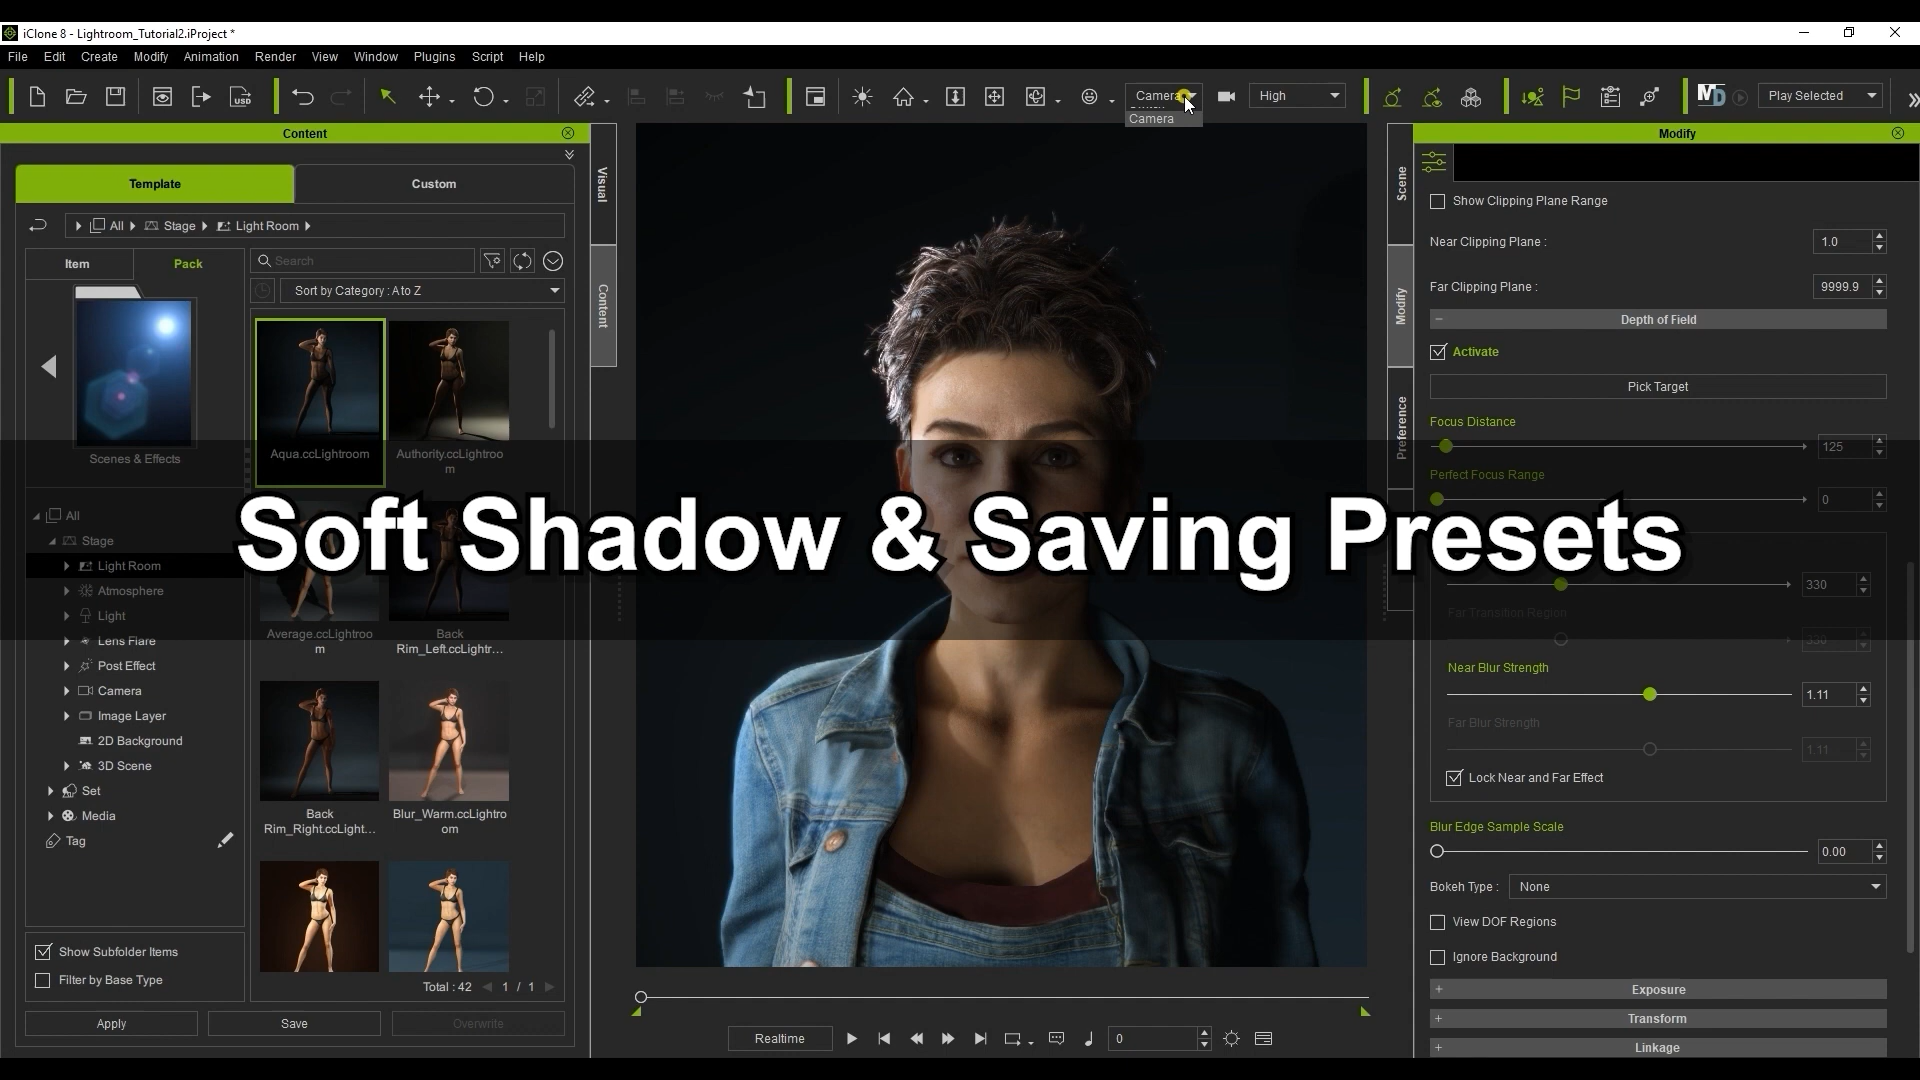 iClone 8 - Lightroom_Tutorial2.iProject *
File Edit Create Modify Animation Render View Window Plugins Script Help
USD
Camera
High
MD
Play Selected
Camera
Content
Modify
Template
Custom
All Stage Light Room
Item
Pack
Search
Sort by Category : A to Z
Scenes & Effects
All
Stage
Light Room
Atmosphere
Light
Lens Flare
Post Effect
Camera
Image Layer
2D Background
3D Scene
Set
Media
Tag
Show Subfolder Items
Filter by Base Type
Aqua.ccLightroom
Authority.ccLightroo
m
Average.ccLightroo
m
Back
Rim_Left.ccLightr...
Back
Rim_Right.ccLight...
Blur_Warm.ccLightro
om
Total : 42
1 / 1
Apply
Save
Overwrite
Visual
Content
Soft Shadow & Saving Presets
Realtime
0
Scene
Modify
Preference
Show Clipping Plane Range
Near Clipping Plane :
1.0
Far Clipping Plane :
9999.9
Depth of Field
Activate
Pick Target
Focus Distance
125
Perfect Focus Range
0
330
Far Transition Region
330
Near Blur Strength
1.11
Far Blur Strength
1.11
Lock Near and Far Effect
Blur Edge Sample Scale
0.00
Bokeh Type :
None
View DOF Regions
Ignore Background
Exposure
Transform
Linkage